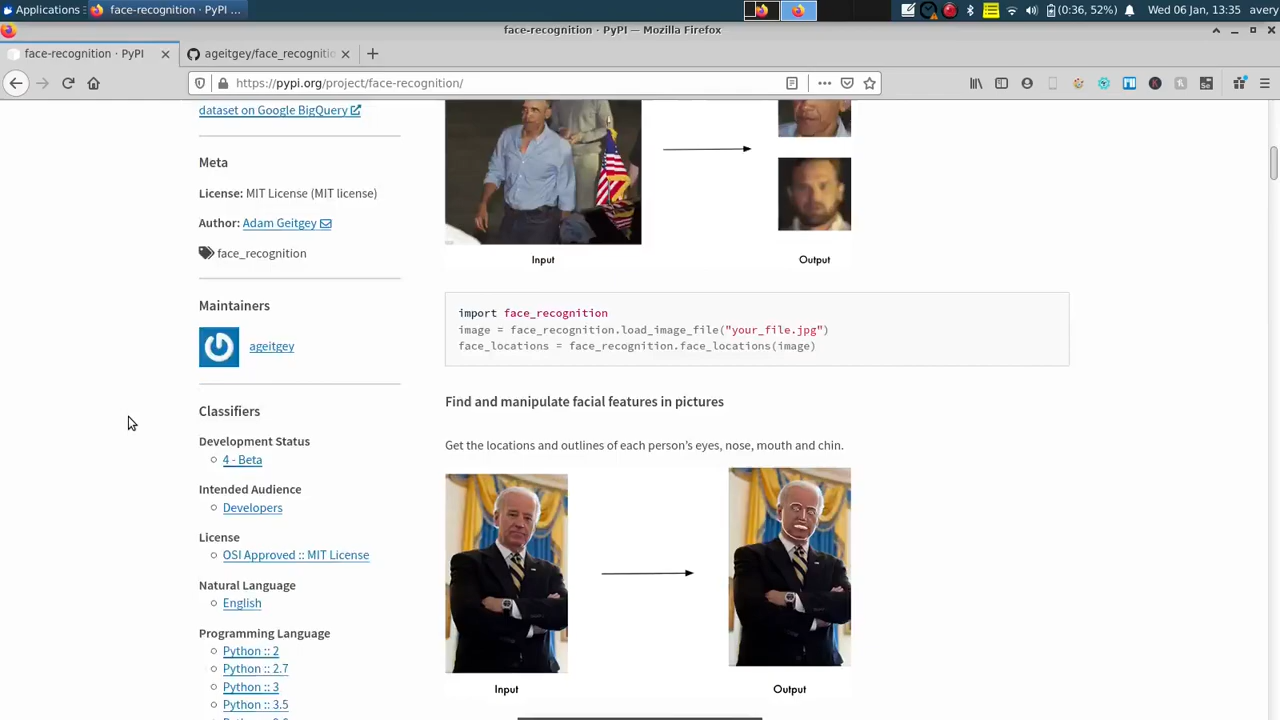 Applications
face-recognition · PyPI ...
(0:36, 52%)
Wed 06 Jan, 13:35
avery
face-recognition · PyPI — Mozilla Firefox
face-recognition · PyPI
ageitgey/face_recognitio
https://pypi.org/project/face-recognition/
dataset on Google BigQuery
Meta
License: MIT License (MIT license)
Author: Adam Geitgey
face_recognition
Maintainers
ageitgey
Classifiers
Development Status
4 - Beta
Intended Audience
Developers
License
OSI Approved :: MIT License
Natural Language
English
Programming Language
Python :: 2
Python :: 2.7
Python :: 3
Python :: 3.5
Input
Output
import face_recognition
image = face_recognition.load_image_file("your_file.jpg")
face_locations = face_recognition.face_locations(image)
Find and manipulate facial features in pictures
Get the locations and outlines of each person's eyes, nose, mouth and chin.
Input
Output